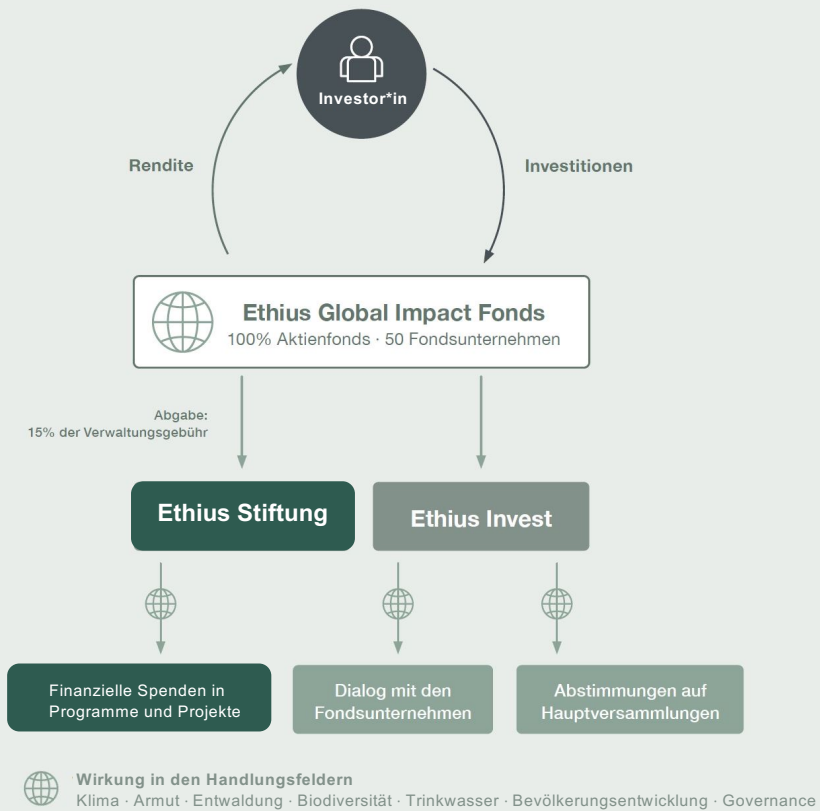 Investor*in
Rendite
Investitionen
Ethius Global Impact Fonds
100% Aktienfonds · 50 Fondsunternehmen
Abgabe:
15% der Verwaltungsgebühr
Ethius Stiftung
Ethius Invest
Finanzielle Spenden in
Programme und Projekte
Dialog mit den
Fondsunternehmen
Abstimmungen auf
Hauptversammlungen
Wirkung in den Handlungsfeldern
Klima · Armut · Entwaldung · Biodiversität · Trinkwasser · Bevölkerungsentwicklung · Governance